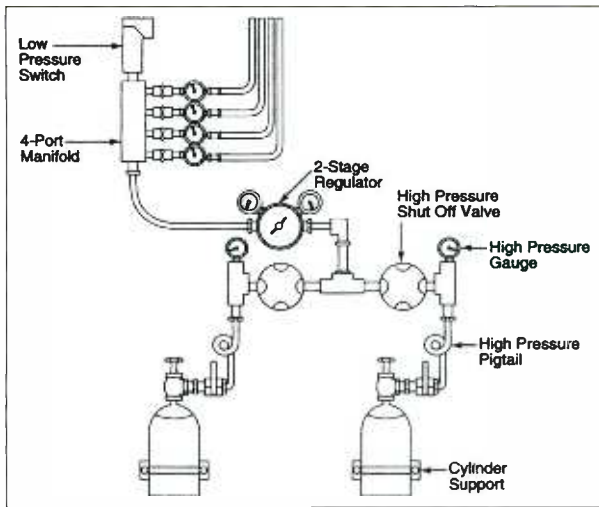 Low
Pressure
Switch
4-Port
Manifold
2-Stage
Regulator
High Pressure
Shut Off Valve
High Pressure
Gauge
High Pressure
Pigtail
Cylinder
Support